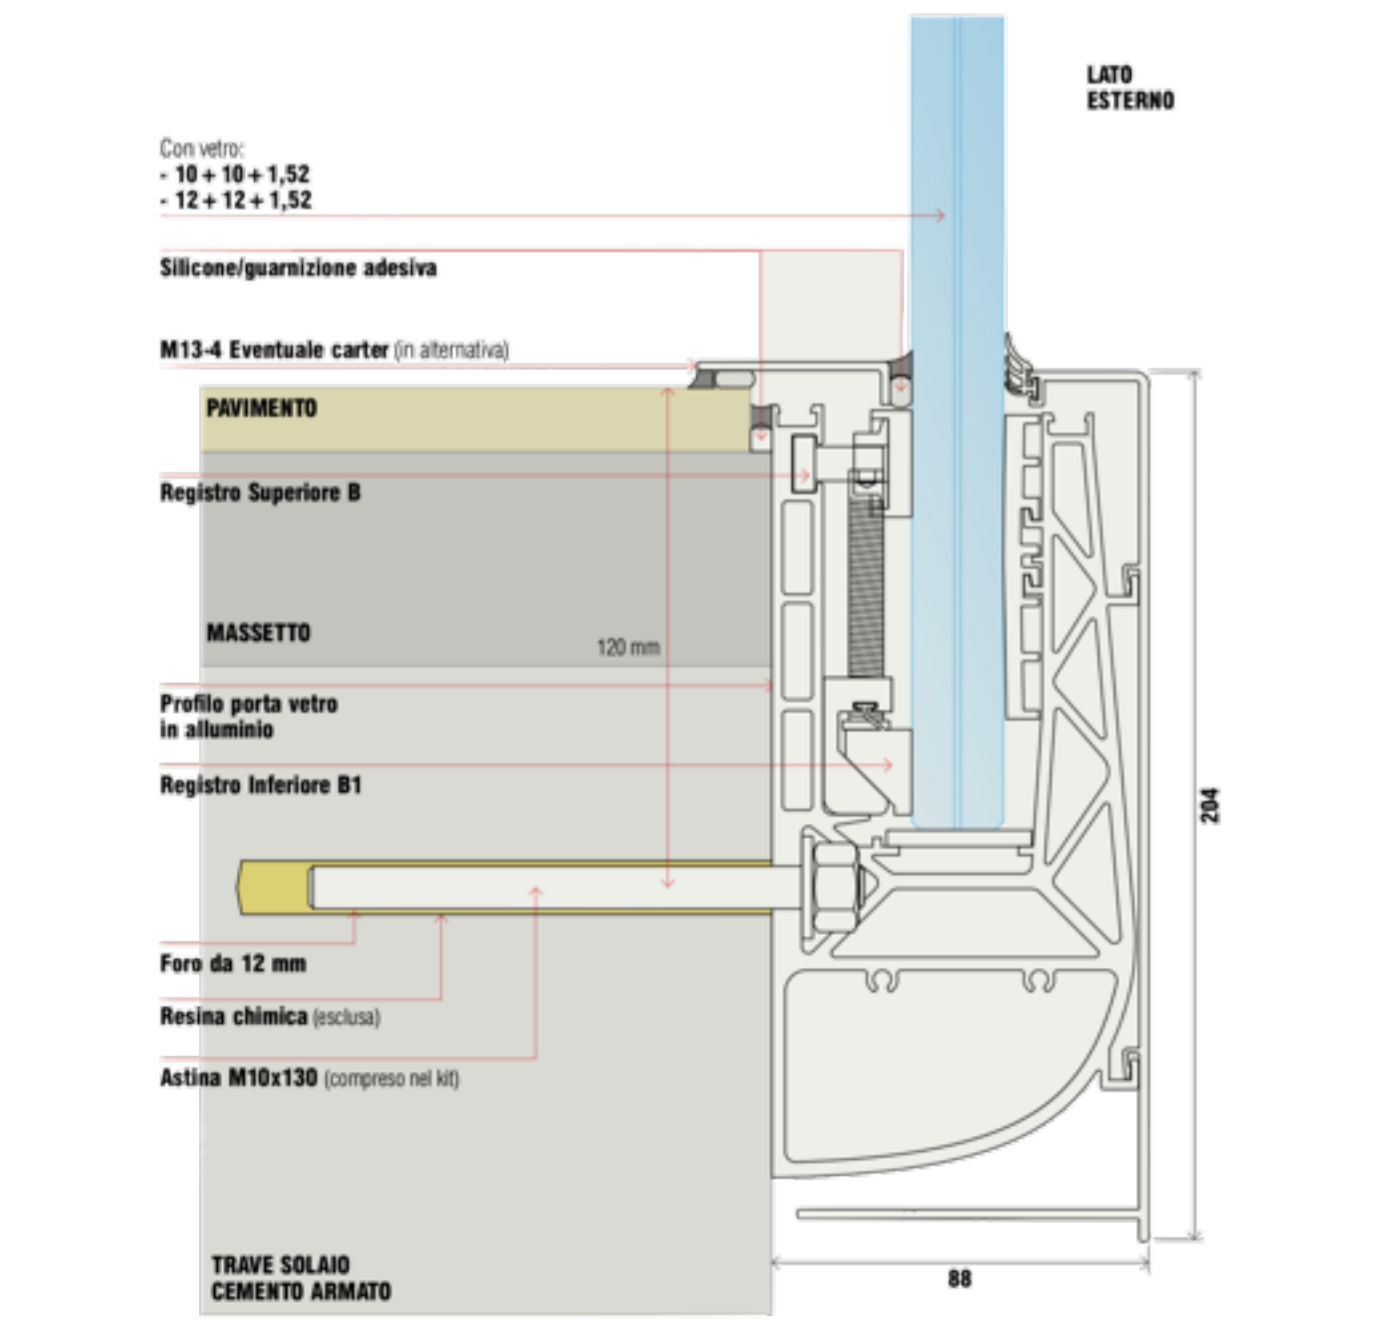 LATO
ESTERNO
Con vetro:
- 10 + 10 + 1,52
- 12 + 12 + 1,52
Silicone/guarnizione adesiva
M13-4 Eventuale carter (in alternativa)
PAVIMENTO
Registro Superiore B
MASSETTO
120 mm
Profilo porta vetro
in alluminio
Registro Inferiore B1
204
Foro da 12 mm
Resina chimica (esclusa)
Astina M10x130 (compreso nel kit)
TRAVE SOLAIO
CEMENTO ARMATO
88